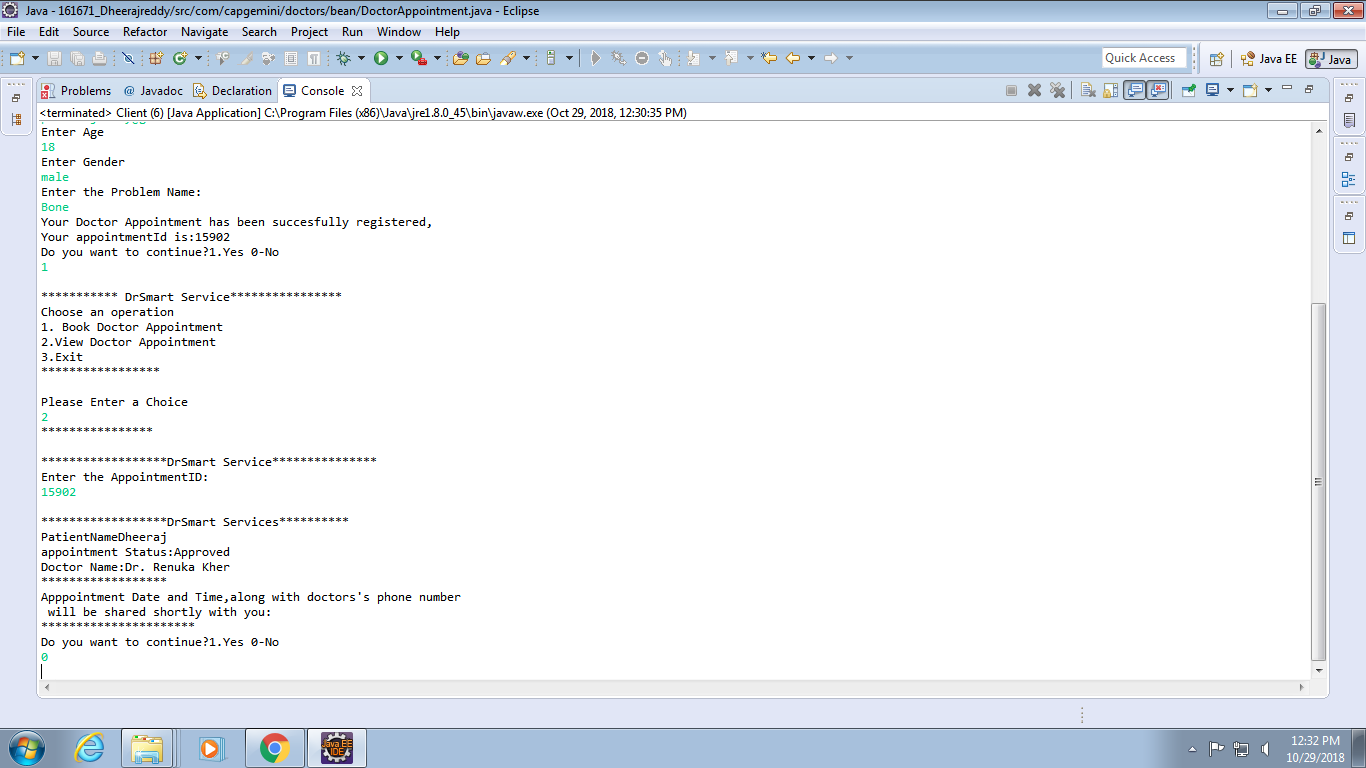 Java - 161671_Dheerajreddy/src/com/capgemini/doctors/bean/DoctorAppointment.java - Eclipse
File Edit Source Refactor Navigate Search Project Run Window Help
Quick Access Java EE Java
Problems @ Javadoc Declaration Console
<terminated> Client (6) [Java Application] C:\Program Files (x86)\Java\jre1.8.0_45\bin\javaw.exe (Oct 29, 2018, 12:30:35 PM)
Enter Age
18
Enter Gender
male
Enter the Problem Name:
Bone
Your Doctor Appointment has been succesfully registered,
Your appointmentId is:15902
Do you want to continue?1.Yes 0-No
1
*********** DrSmart Service****************
Choose an operation
1. Book Doctor Appointment
2.View Doctor Appointment
3.Exit
*****************
Please Enter a Choice
2
****************
******************DrSmart Service***************
Enter the AppointmentID:
15902
******************DrSmart Services**********
PatientNameDheeraj
appointment Status:Approved
Doctor Name:Dr. Renuka Kher
******************
Apppointment Date and Time,along with doctors's phone number
will be shared shortly with you:
**********************
Do you want to continue?1.Yes 0-No
0
Java EE
IDE
12:32 PM
10/29/2018